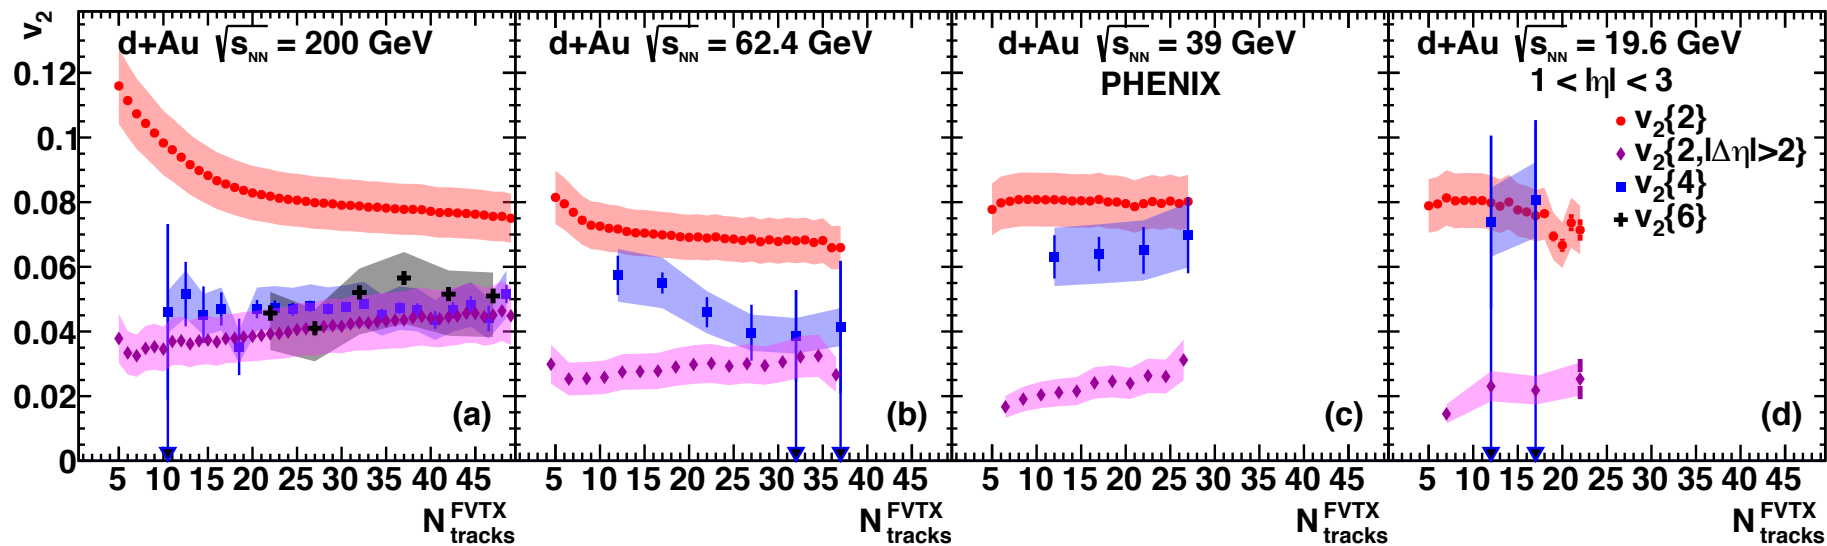 v2
d+Au √sNN = 200 GeV
d+Au √sNN = 62.4 GeV
d+Au √sNN = 39 GeV
d+Au √sNN = 19.6 GeV
PHENIX
1 < |η| < 3
v2{2}
v2{2,|Δη|>2}
v2{4}
v2{6}
0.12
0.1
0.08
0.06
0.04
0.02
0
(a)
(b)
(c)
(d)
5 10 15 20 25 30 35 40 45
5 10 15 20 25 30 35 40 45
5 10 15 20 25 30 35 40 45
5 10 15 20 25 30 35 40 45
N FVTX tracks
N FVTX tracks
N FVTX tracks
N FVTX tracks